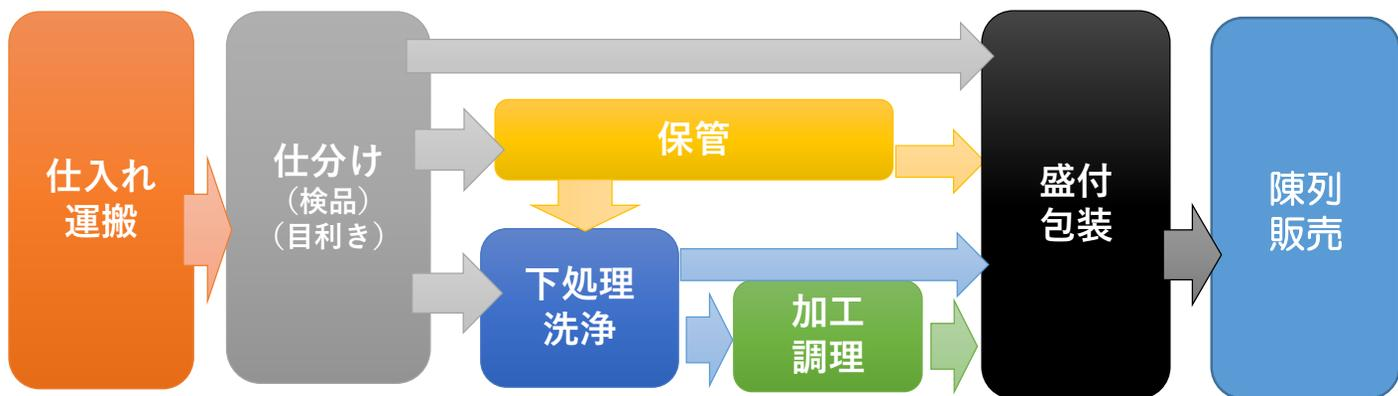 仕入れ
運搬
仕分け
（検品）
（目利き）
保管
下処理
洗浄
加工
調理
盛付
包装
陳列
販売